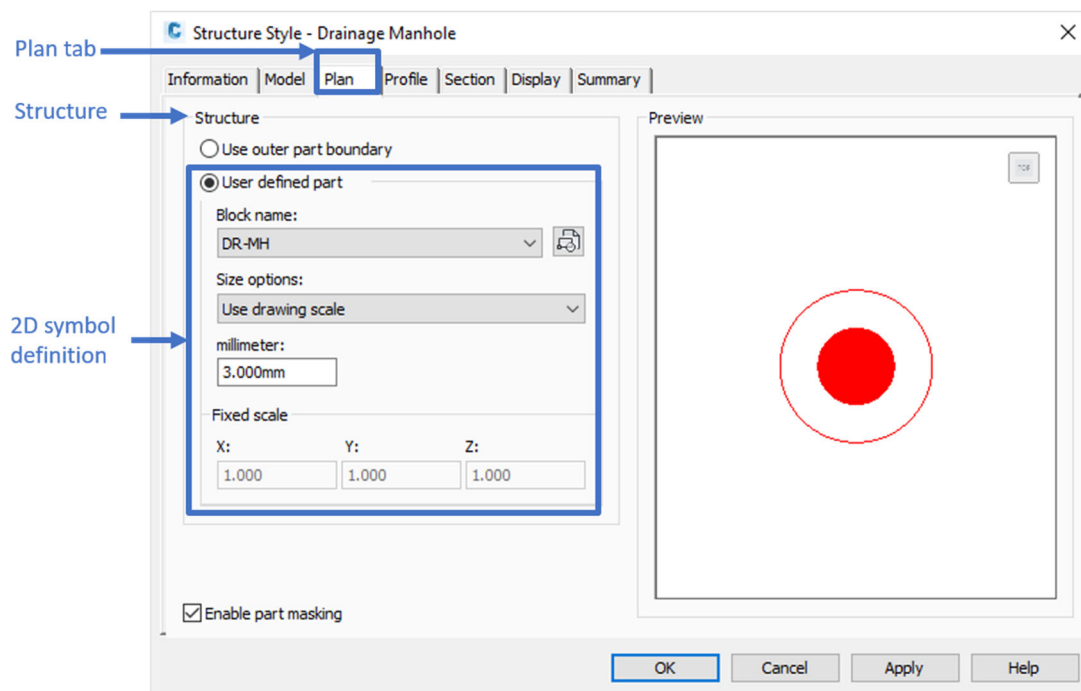 Structure Style - Drainage Manhole
Plan tab
Information Model Plan Profile Section Display Summary
Structure
Structure
Preview
Use outer part boundary
User defined part
TOP
Block name:
DR-MH
Size options:
Use drawing scale
2D symbol
definition
millimeter:
3.000mm
Fixed scale
X: Y: Z:
1.000 1.000 1.000
Enable part masking
OK Cancel Apply Help